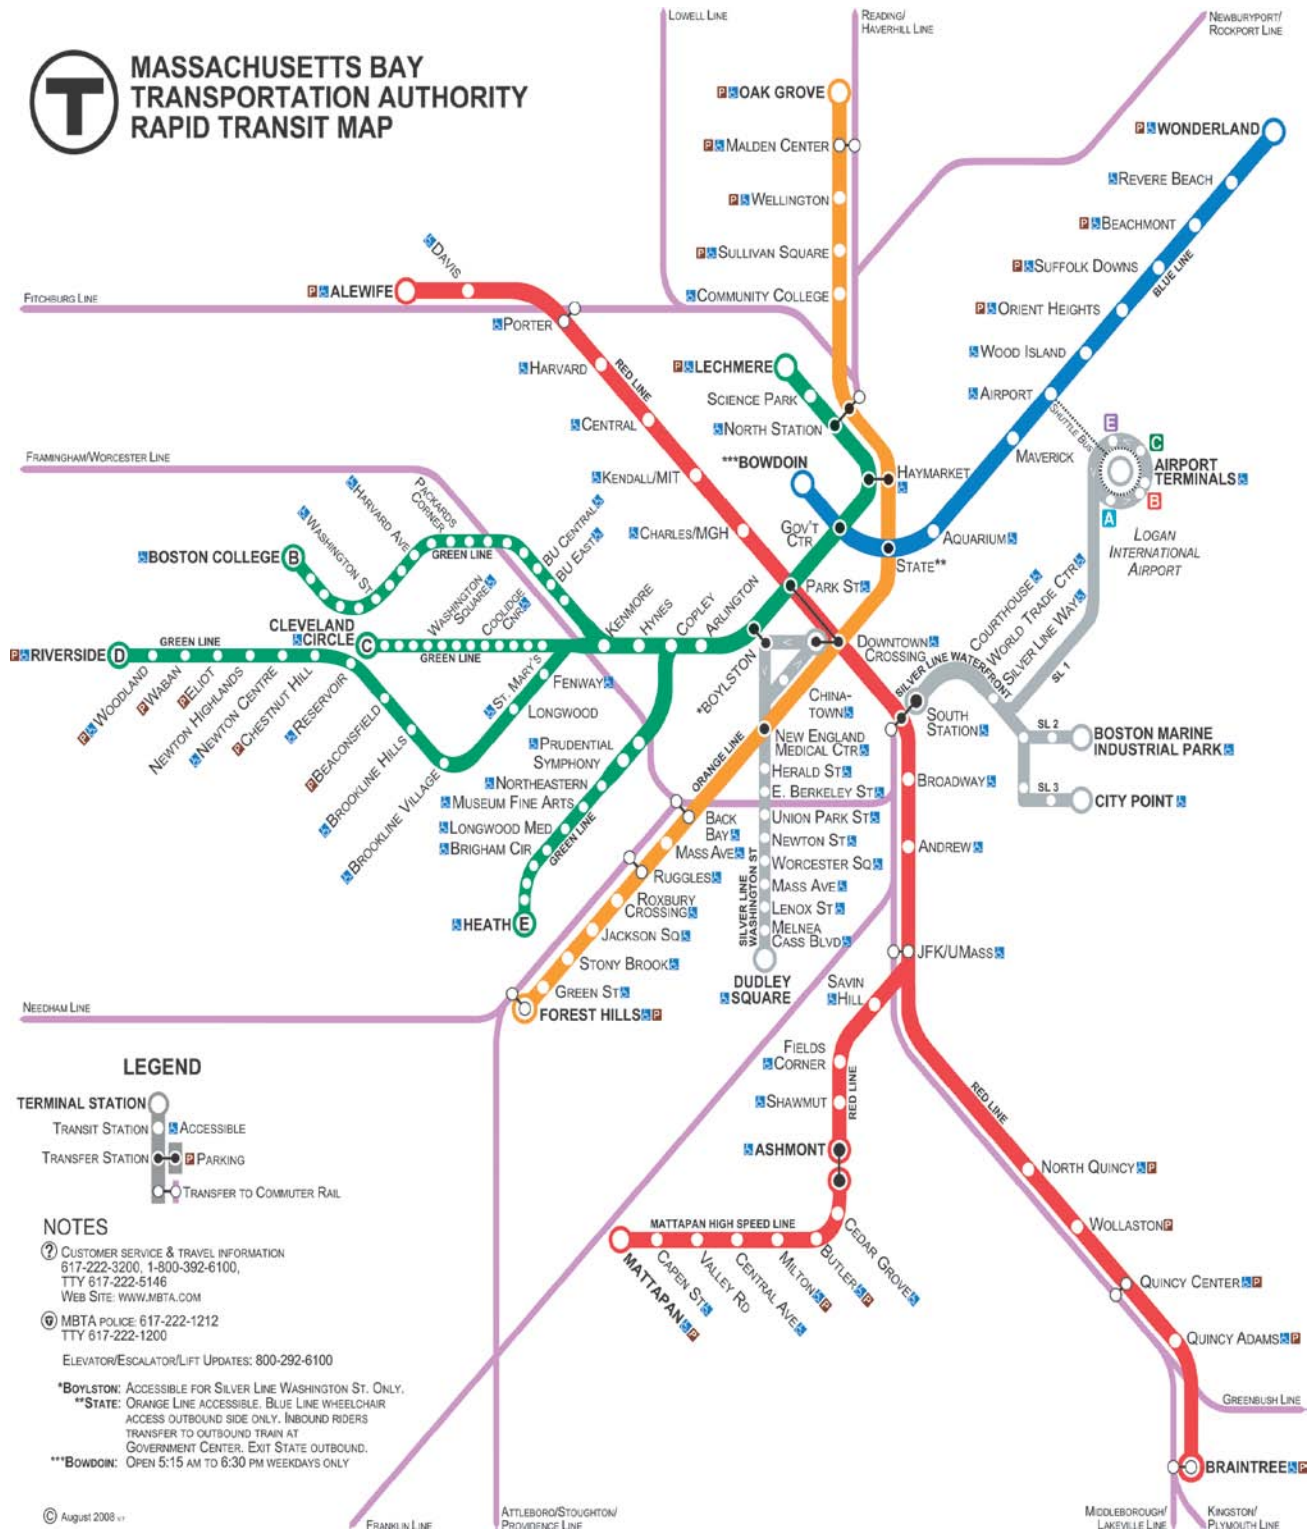 LOWELL LINE
READING/
HAVERHILL LINE
NEWBURYPORT/
ROCKPORT LINE
T
MASSACHUSETTS BAY
TRANSPORTATION AUTHORITY
RAPID TRANSIT MAP
P OAK GROVE
P MALDEN CENTER
P WELLINGTON
P SULLIVAN SQUARE
COMMUNITY COLLEGE
P WONDERLAND
REVERE BEACH
P BEACHMONT
P SUFFOLK DOWNS
BLUE LINE
P ORIENT HEIGHTS
WOOD ISLAND
AIRPORT
SHUTTLE BUS
MAVERICK
E
C
B
A
AIRPORT
TERMINALS
LOGAN
INTERNATIONAL
AIRPORT
FITCHBURG LINE
P ALEWIFE
DAVIS
PORTER
HARVARD
RED LINE
CENTRAL
KENDALL/MIT
CHARLES/MGH
P LECHMERE
SCIENCE PARK
NORTH STATION
***BOWDOIN
HAYMARKET
GOV'T
CTR
STATE**
AQUARIUM
PARK ST
DOWNTOWN
CROSSING
FRAMINGHAM/WORCESTER LINE
BOSTON COLLEGE
B
WASHINGTON ST
HARVARD AVE
PACKARDS
CORNER
GREEN LINE
BU CENTRAL
BU EAST
CLEVELAND
CIRCLE
C
WASHINGTON
SQUARE
COOLIDGE
CNR
GREEN LINE
ST. MARY'S
KENMORE
HYNES
COPLEY
ARLINGTON
*BOYLSTON
P RIVERSIDE
D
GREEN LINE
P WOODLAND
P WABAN
P ELIOT
NEWTON HIGHLANDS
NEWTON CENTRE
P CHESTNUT HILL
RESERVOIR
P BEACONSFIELD
BROOKLINE HILLS
BROOKLINE VILLAGE
LONGWOOD
FENWAY
PRUDENTIAL
SYMPHONY
NORTHEASTERN
MUSEUM FINE ARTS
LONGWOOD MED
BRIGHAM CIR
GREEN LINE
HEATH
E
CHINA-
TOWN
NEW ENGLAND
MEDICAL CTR
ORANGE LINE
HERALD ST
E. BERKELEY ST
UNION PARK ST
NEWTON ST
WORCESTER SQ
MASS AVE
LENOX ST
MELNEA
CASS BLVD
SILVER LINE
WASHINGTON ST
DUDLEY
SQUARE
BACK
BAY
MASS AVE
RUGGLES
ROXBURY
CROSSING
JACKSON SQ
STONY BROOK
GREEN ST
FOREST HILLS P
SILVER LINE WATERFRONT
COURTHOUSE
WORLD TRADE CTR
SILVER LINE WAY
SL 1
SL 2
SL 3
BOSTON MARINE
INDUSTRIAL PARK
CITY POINT
SOUTH
STATION
BROADWAY
ANDREW
JFK/UMASS
SAVIN
HILL
FIELDS
CORNER
RED LINE
SHAWMUT
ASHMONT
MATTAPAN HIGH SPEED LINE
CEDAR GROVE
BUTLER P
MILTON P
CENTRAL AVE
VALLEY RD
CAPEN ST
MATTAPAN P
RED LINE
NORTH QUINCY P
WOLLASTON P
QUINCY CENTER P
QUINCY ADAMS P
BRAINTREE P
GREENBUSH LINE
NEEDHAM LINE
LEGEND
TERMINAL STATION
TRANSIT STATION
ACCESSIBLE
TRANSFER STATION
P PARKING
TRANSFER TO COMMUTER RAIL
NOTES
? CUSTOMER SERVICE & TRAVEL INFORMATION
617-222-3200, 1-800-392-6100,
TTY 617-222-5146
WEB SITE: WWW.MBTA.COM
MBTA POLICE: 617-222-1212
TTY 617-222-1200
ELEVATOR/ESCALATOR/LIFT UPDATES: 800-292-6100
*BOYLSTON: ACCESSIBLE FOR SILVER LINE WASHINGTON ST. ONLY.
**STATE: ORANGE LINE ACCESSIBLE. BLUE LINE WHEELCHAIR
ACCESS OUTBOUND SIDE ONLY. INBOUND RIDERS
TRANSFER TO OUTBOUND TRAIN AT
GOVERNMENT CENTER. EXIT STATE OUTBOUND.
***BOWDOIN: OPEN 5:15 AM TO 6:30 PM WEEKDAYS ONLY
© August 2008
FRANKLIN LINE
ATTLEBORO/STOUGHTON/
PROVIDENCE LINE
MIDDLEBOROUGH/
LAKEVILLE LINE
KINGSTON/
PLYMOUTH LINE